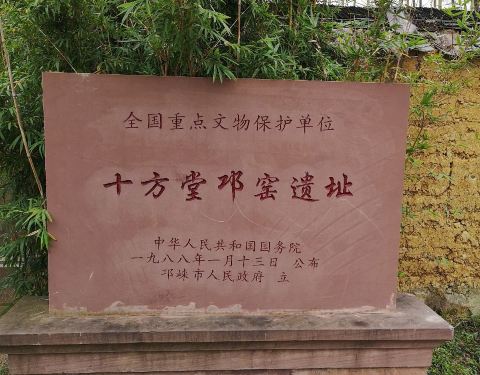 全国重点文物保护单位
十方堂邛窑遗址
中华人民共和国国务院
一九八八年一月十三日 公布
邛崃市人民政府 立